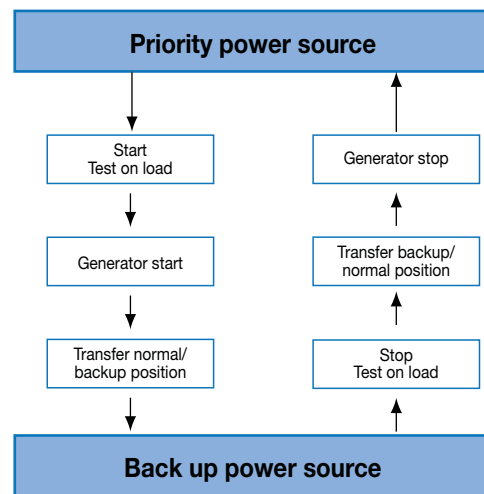 Priority power source
Start
Test on load
Generator start
Transfer normal/
backup position
Generator stop
Transfer backup/
normal position
Stop
Test on load
Back up power source